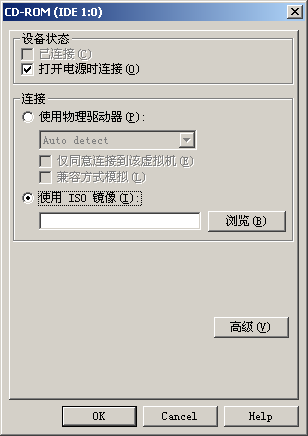 CD-ROM (IDE 1:0)
设备状态
已连接(C)
打开电源时连接(O)
连接
使用物理驱动器(P):
Auto detect
仅同意连接到该虚拟机(E)
兼容方式模拟(L)
使用 ISO 镜像(I):
浏览(B)
高级(V)
OK Cancel Help